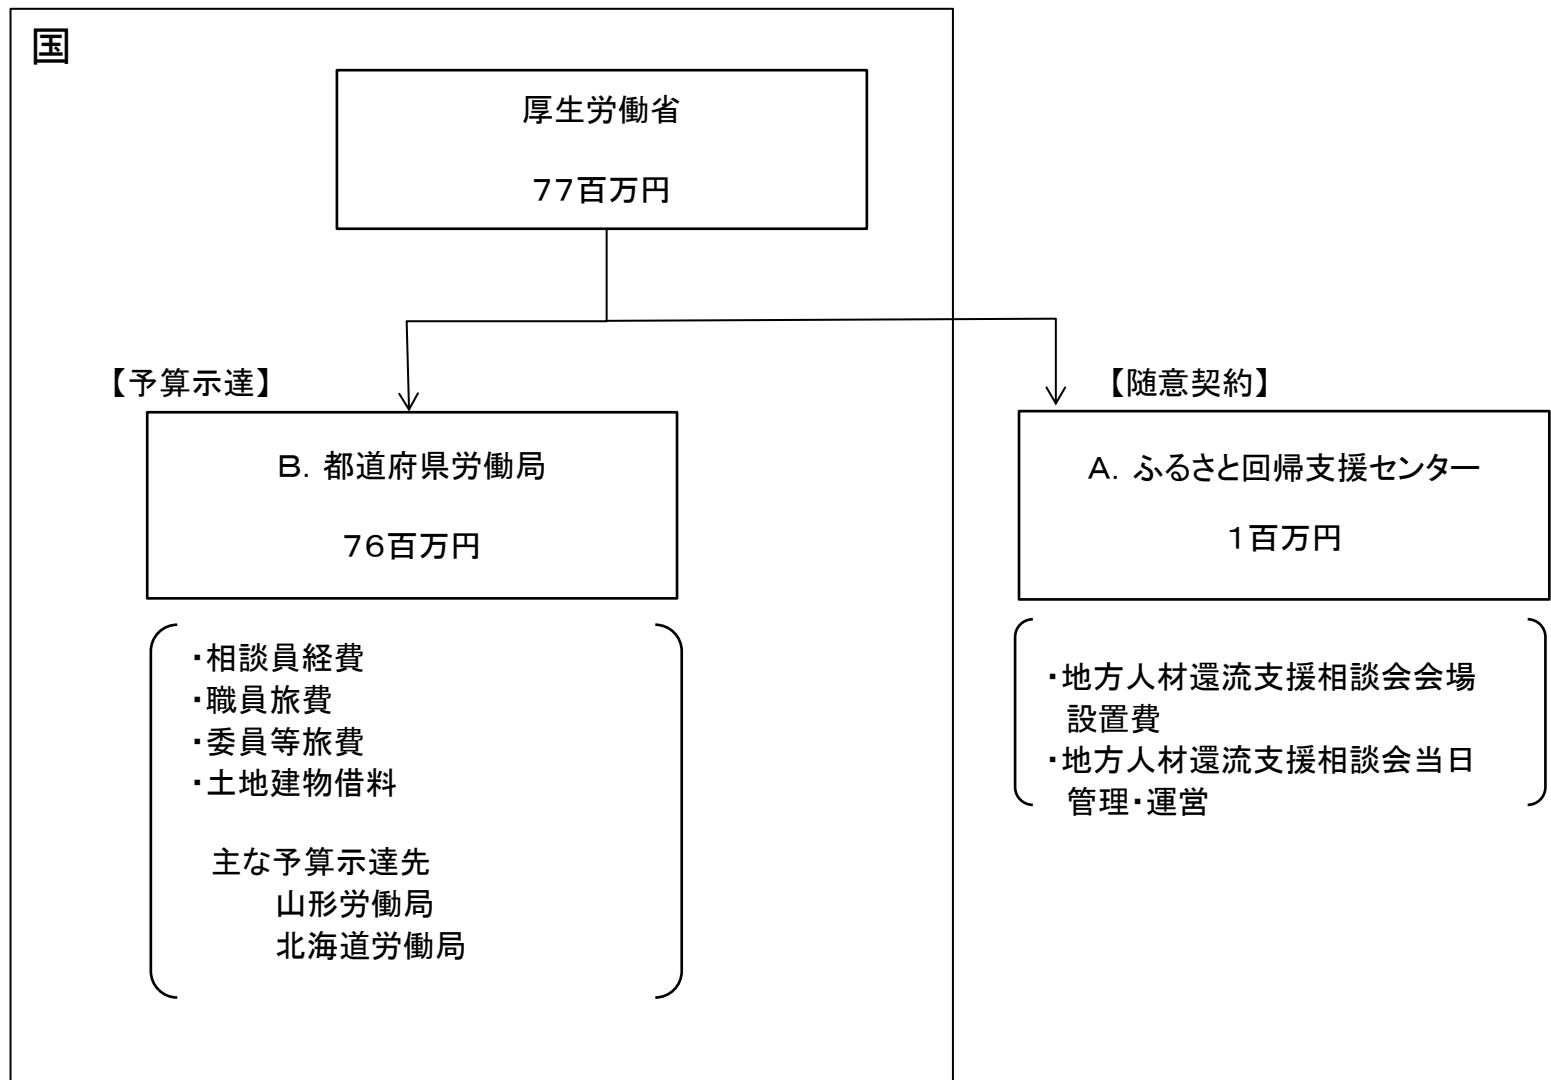 国
厚生労働省
77百万円
【予算示達】
B. 都道府県労働局
76百万円
・相談員経費
・職員旅費
・委員等旅費
・土地建物借料
主な予算示達先
山形労働局
北海道労働局
【随意契約】
A. ふるさと回帰支援センター
1百万円
・地方人材還流支援相談会会場
設置費
・地方人材還流支援相談会当日
管理・運営